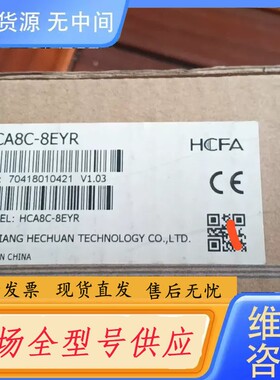 货源 无中间
CA8C-8EYR
HCFA
: 70418010421 V1.03
CE
EL: HCA8C-8EYR
IANG HECHUAN TECHNOLOGY CO.,LTD.
N CHINA
发 现货直发 售后无忧 维
场全型号供应 咨